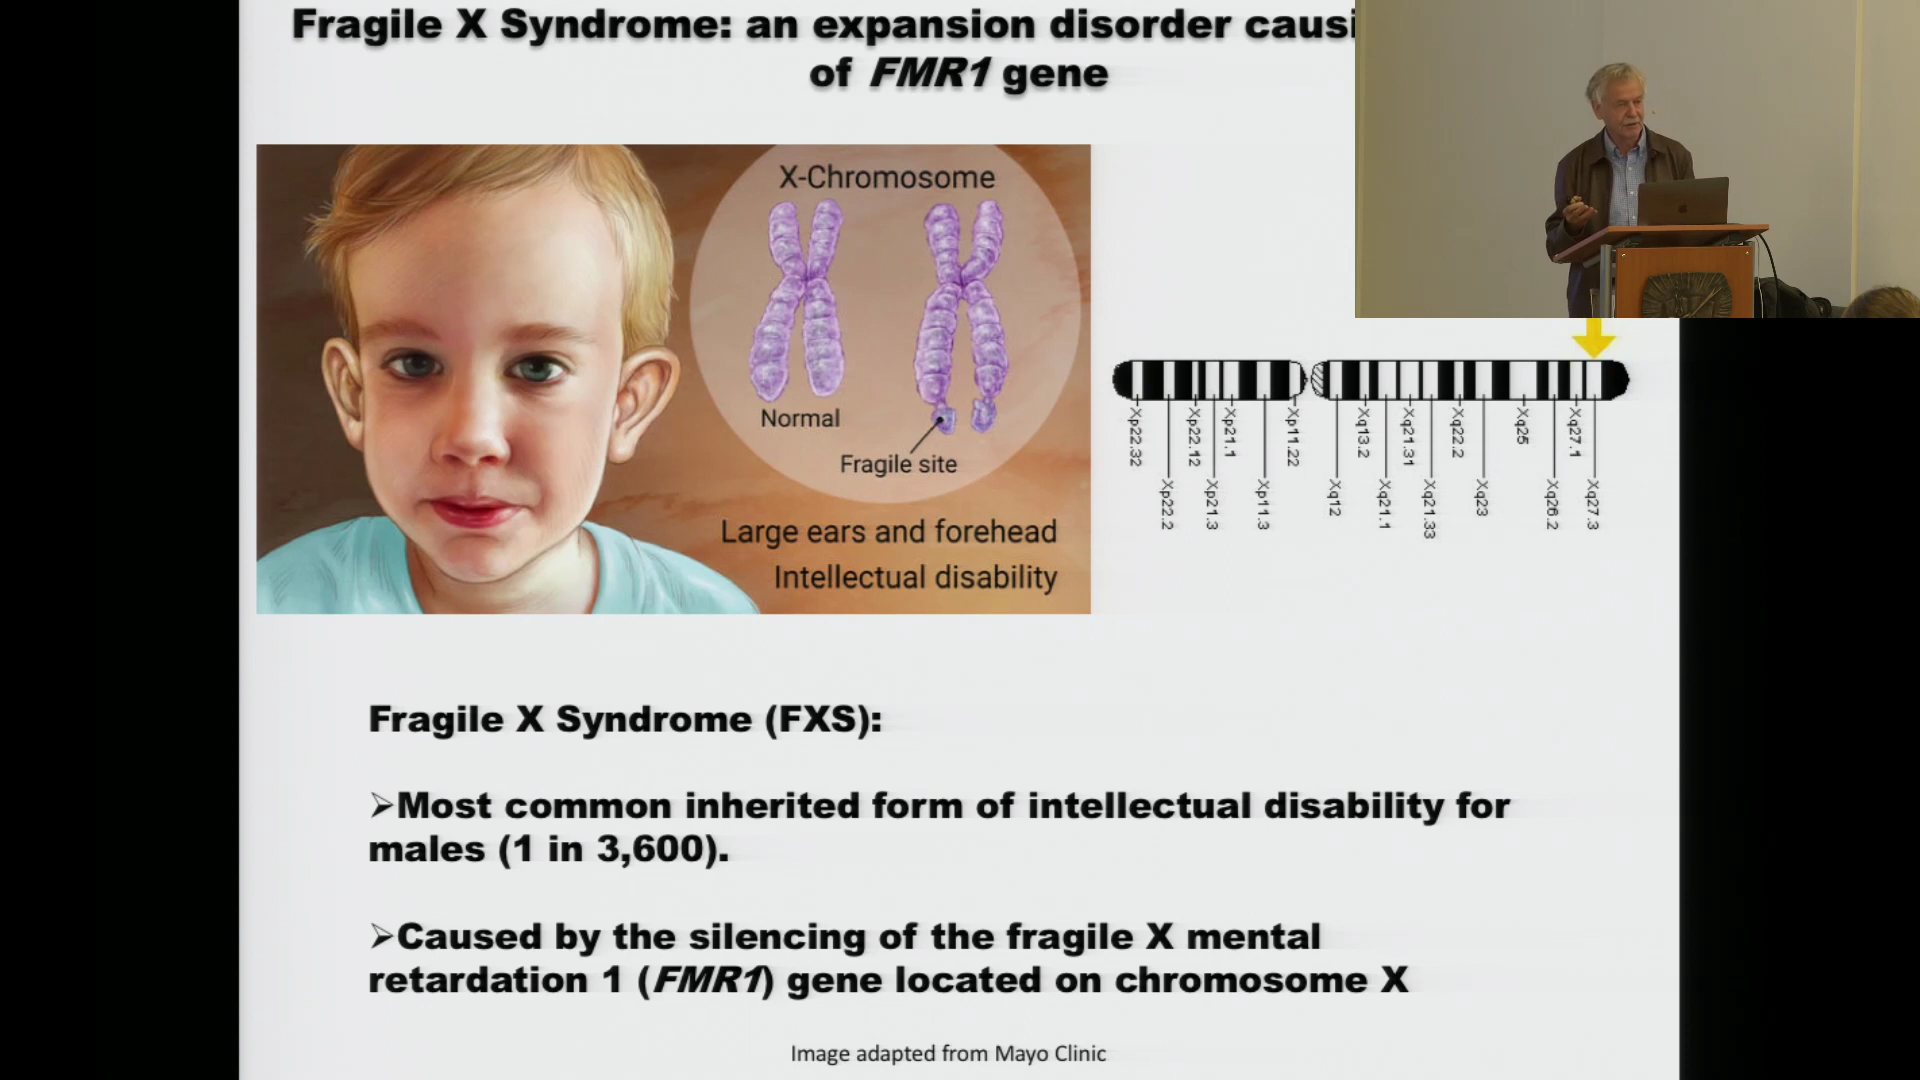 Fragile X Syndrome: an expansion disorder
of FMR1 gene
X-Chromosome
Normal
Fragile site
Large ears and forehead
Intellectual disability
Xp22.32
Xp22.2
Xp22.12
Xp21.3
Xp21.1
Xp11.3
Xp11.22
Xq12
Xq13.2
Xq21.1
Xq21.31
Xq21.33
Xq22.2
Xq23
Xq25
Xq26.2
Xq27.1
Xq27.3
Fragile X Syndrome (FXS):
➢Most common inherited form of intellectual disability for
males (1 in 3,600).
➢Caused by the silencing of the fragile X mental
retardation 1 (FMR1) gene located on chromosome X
Image adapted from Mayo Clinic